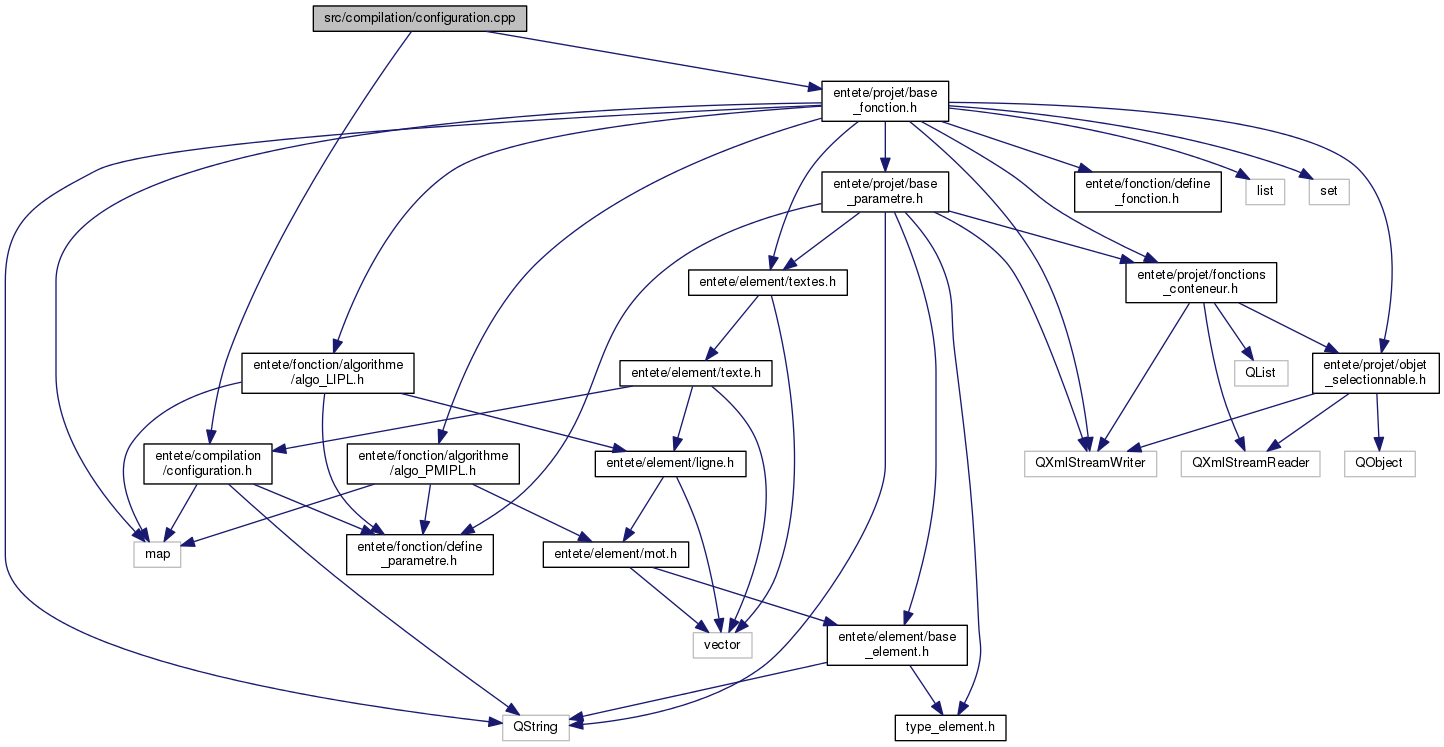 src/compilation/configuration.cpp
entete/projet/base
_fonction.h
entete/projet/base
_parametre.h
entete/fonction/define
_fonction.h
list
set
entete/element/textes.h
entete/projet/fonctions
_conteneur.h
entete/fonction/algorithme
/algo_LIPL.h
entete/element/texte.h
QList
entete/projet/objet
_selectionnable.h
entete/compilation
/configuration.h
entete/fonction/algorithme
/algo_PMIPL.h
entete/element/ligne.h
QXmlStreamWriter
QXmlStreamReader
QObject
map
entete/fonction/define
_parametre.h
entete/element/mot.h
vector
entete/element/base
_element.h
QString
type_element.h